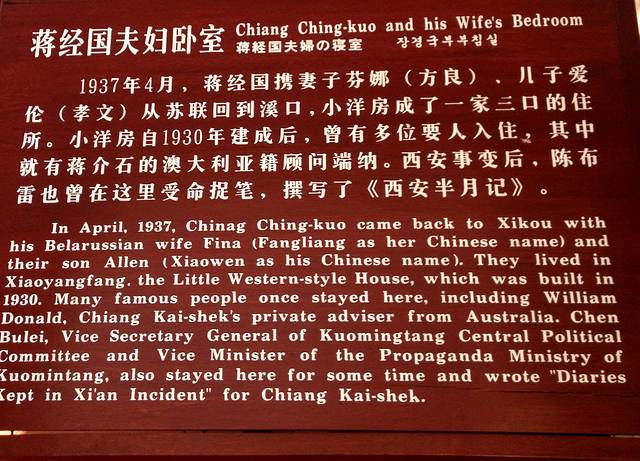 蒋经国夫妇卧室 Chiang Ching-kuo and his Wife's Bedroom
蒋経国夫婦の寝室 장경국부부침실
1937年4月，蒋经国携妻子芬娜（方良）、儿子爱
伦（孝文）从苏联回到溪口，小洋房成了一家三口的住
所。小洋房自1930年建成后，曾有多位要人入住，其中
就有蒋介石的澳大利亚籍顾问端纳。西安事变后，陈布
雷也曾在这里受命捉笔，撰写了《西安半月记》。
In April, 1937, Chinag Ching-kuo came back to Xikou with
his Belarussian wife Fina (Fangliang as her Chinese name) and
their son Allen (Xiaowen as his Chinese name). They lived in
Xiaoyangfang. the Little Western-style House, which was built in
1930. Many famous people once stayed here, including William
Donald, Chiang Kai-shek's private adviser from Australia. Chen
Bulei, Vice Secretary General of Kuomingtang Central Political
Committee and Vice Minister of the Propaganda Ministry of
Kuomintang, also stayed here for some time and wrote "Diaries
Kept in Xi'an Incident" for Chiang Kai-shek.